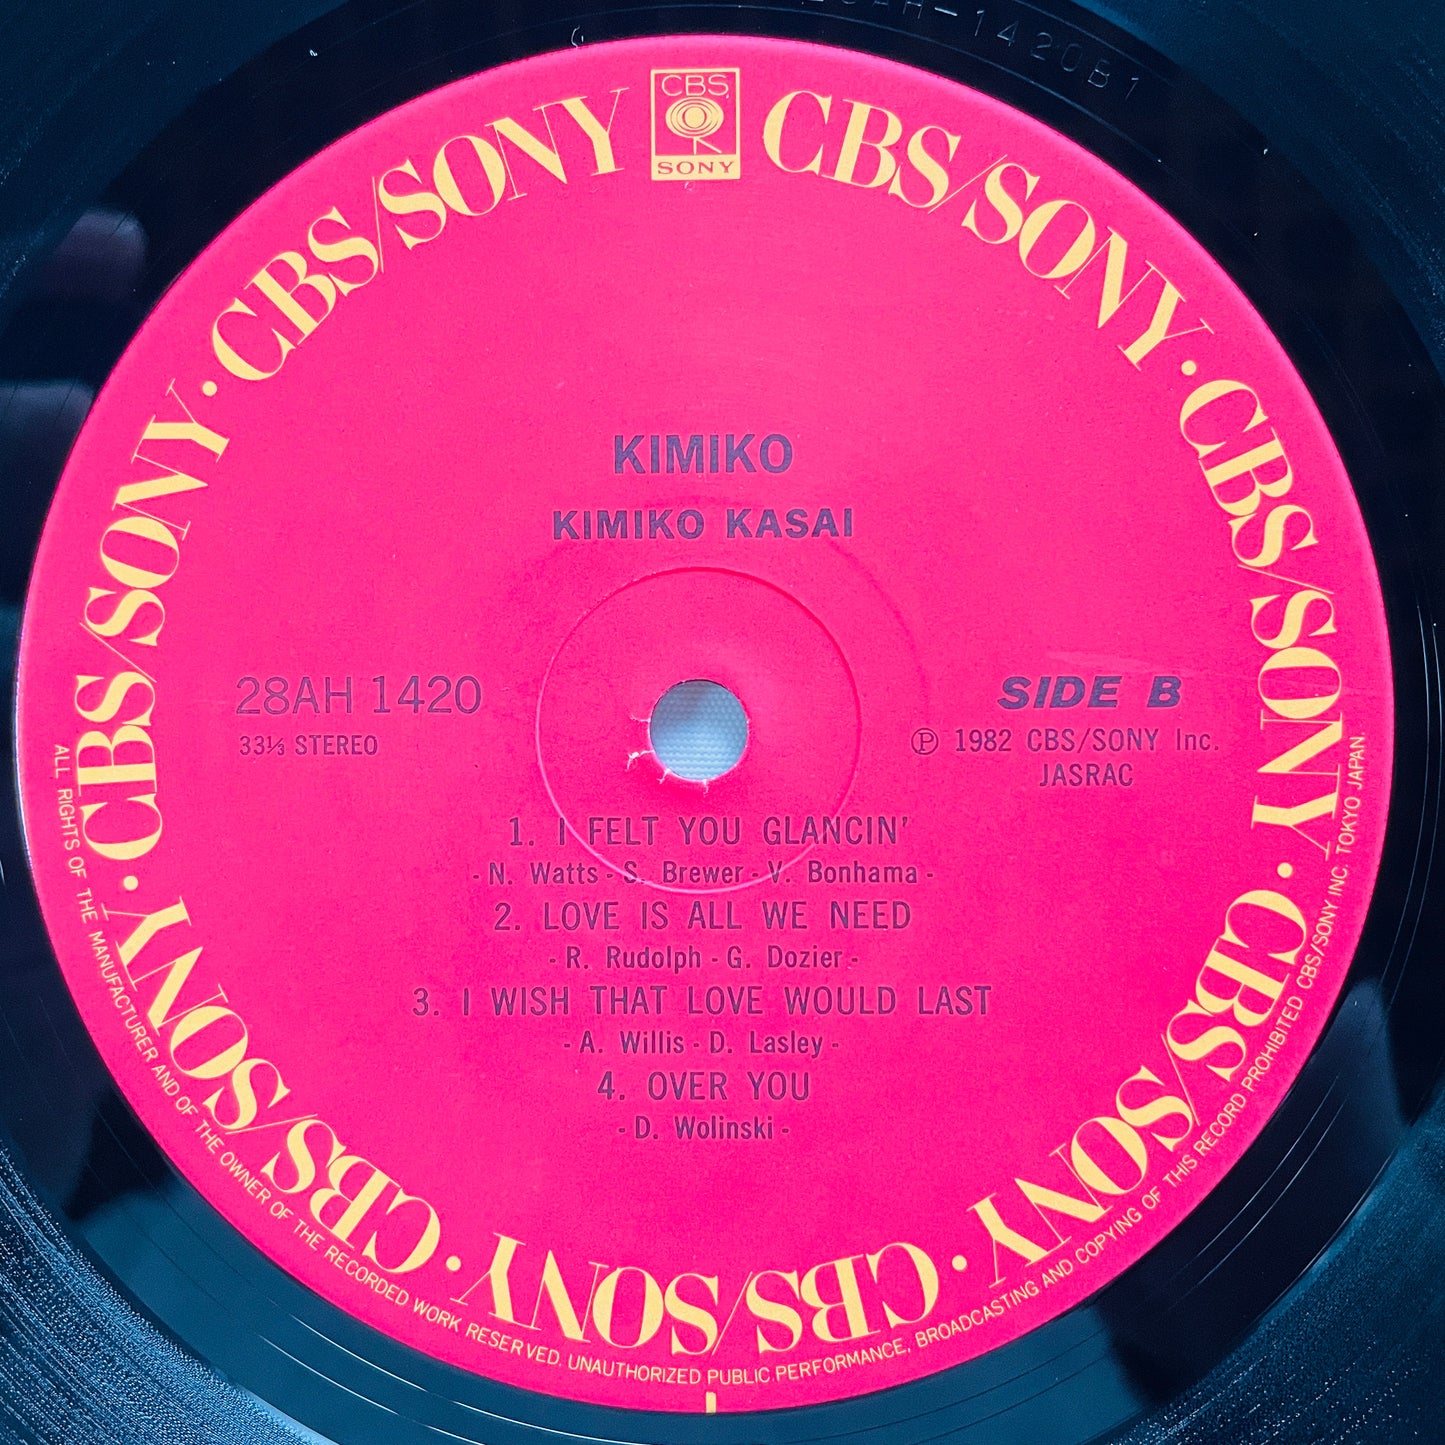 28AH-1420B1
CBS
SONY
CBS/SONY · CBS/SONY · CBS/SONY · CBS/SONY · CBS/SONY · CBS/SONY · CBS/SONY · CBS/SONY
KIMIKO
KIMIKO KASAI
28AH 1420
33⅓ STEREO
SIDE B
Ⓟ 1982 CBS/SONY Inc.
JASRAC
1. I FELT YOU GLANCIN'
- N. Watts - S. Brewer - V. Bonhama -
2. LOVE IS ALL WE NEED
- R. Rudolph - G. Dozier -
3. I WISH THAT LOVE WOULD LAST
- A. Willis - D. Lasley -
4. OVER YOU
- D. Wolinski -
ALL RIGHTS OF THE MANUFACTURER AND OF THE OWNER OF THE RECORDED WORK RESERVED. UNAUTHORIZED PUBLIC PERFORMANCE, BROADCASTING AND COPYING OF THIS RECORD PROHIBITED CBS/SONY INC. TOKYO JAPAN.